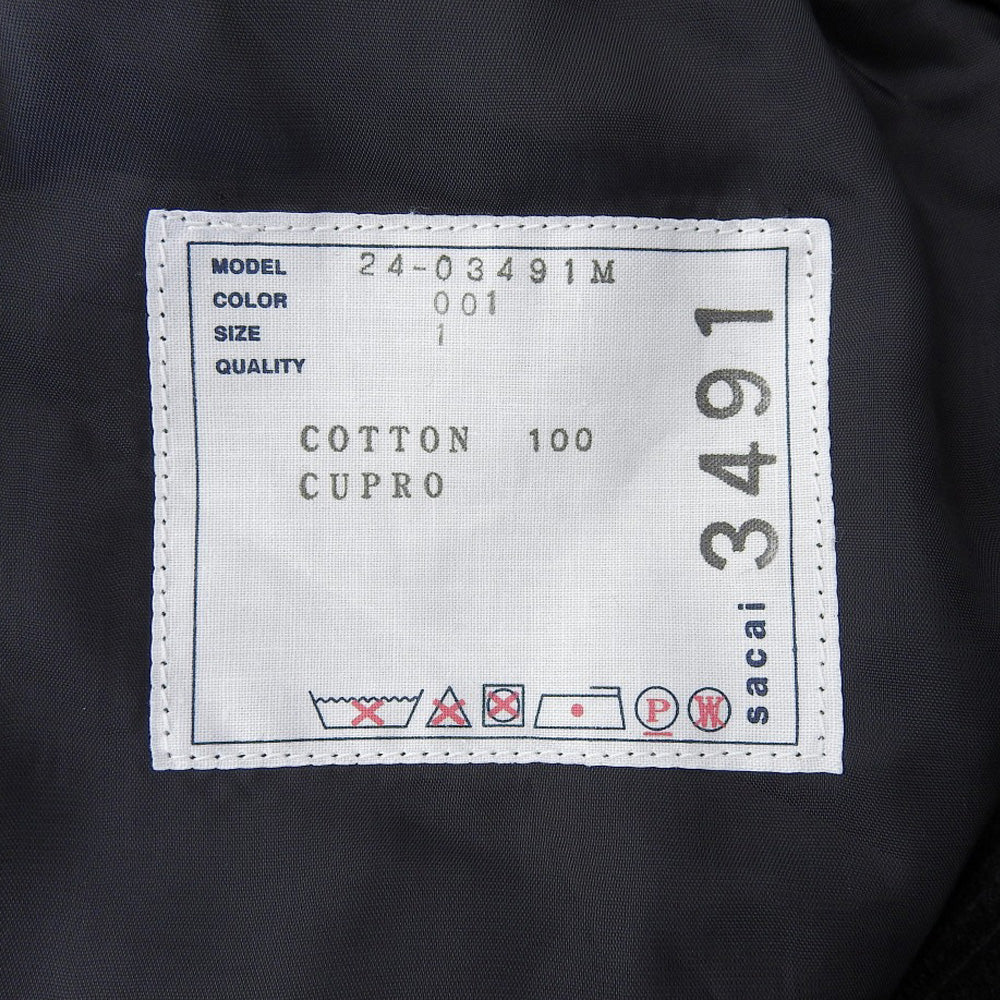 MODEL 24-03491M
COLOR 001
SIZE 1
QUALITY
COTTON 100
CUPRO
sacai 3491
P
W